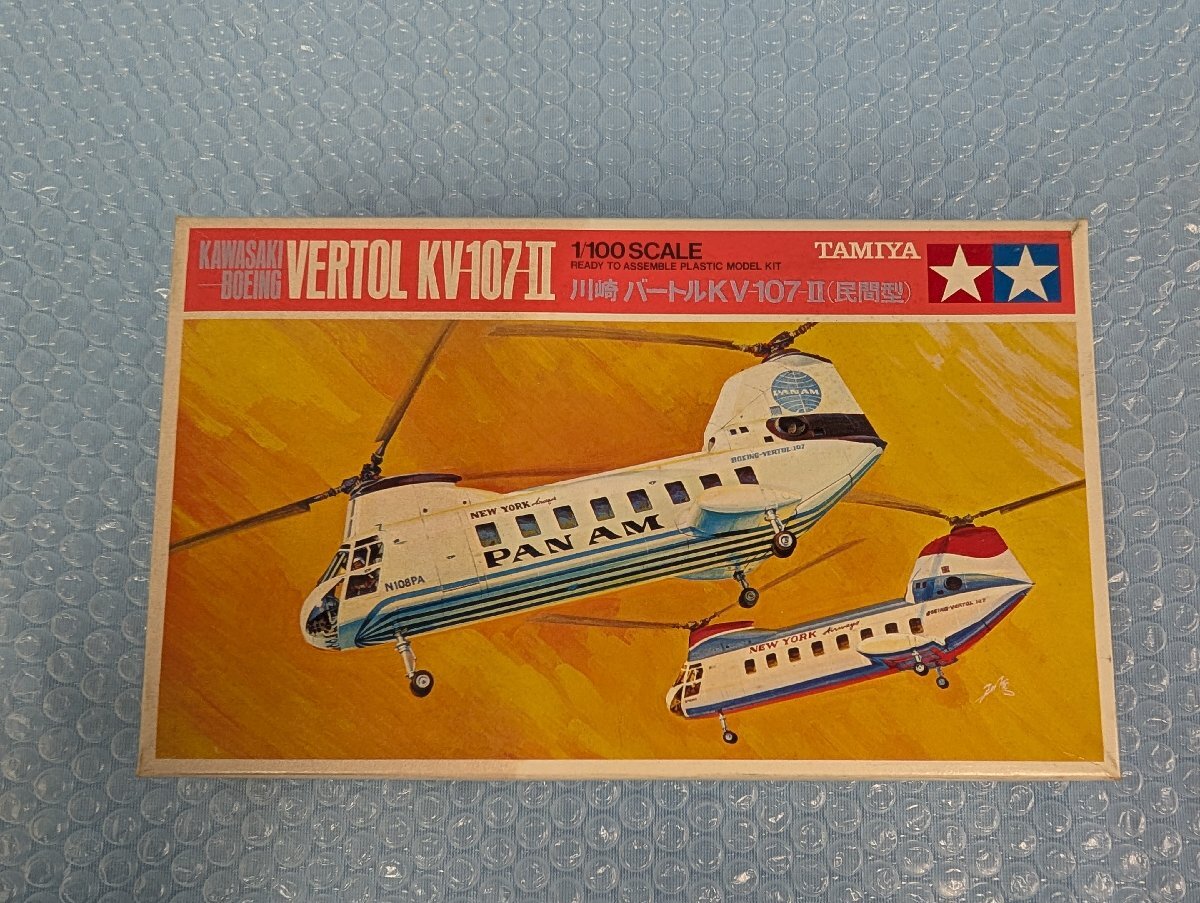 KAWASAKI
BOEING
VERTOL KV-107-II
1/100 SCALE
READY TO ASSEMBLE PLASTIC MODEL KIT
川崎 バートルKV-107-II(民間型)
TAMIYA
PAN AM
BOEING-VERTOL 107
NEW YORK Airways
PAN AM
N108PA
BOEING-VERTOL 107
NEW YORK Airways